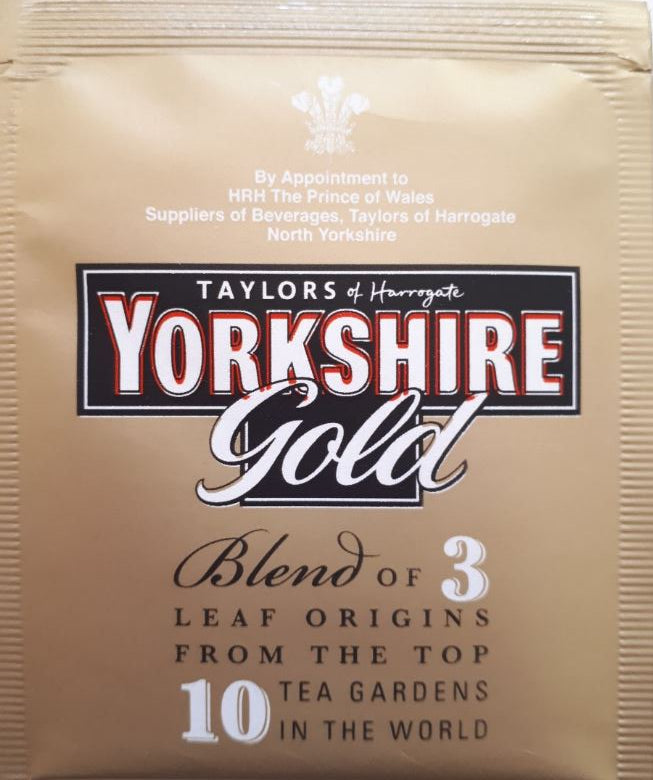 By Appointment to
HRH The Prince of Wales
Suppliers of Beverages, Taylors of Harrogate
North Yorkshire
TAYLORS of Harrogate
YORKSHIRE
Gold
Blend OF 3
LEAF ORIGINS
FROM THE TOP
10 TEA GARDENS
IN THE WORLD